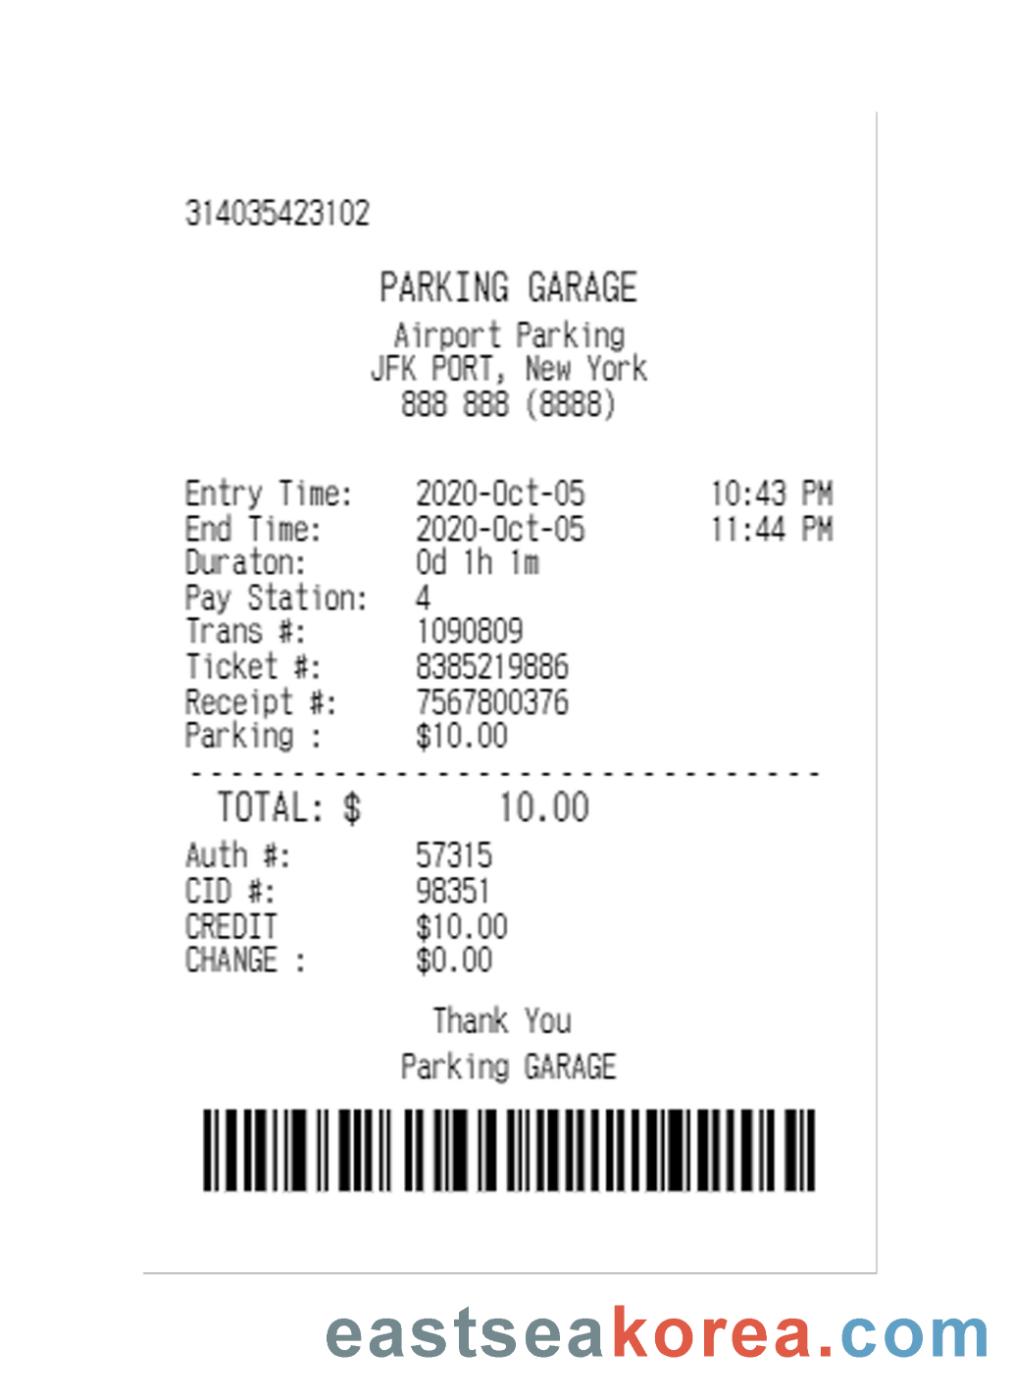 314035423102
PARKING GARAGE
Airport Parking
JFK PORT, New York
888 888 (8888)
Entry Time: 2020-Oct-05 10:43 PM
End Time: 2020-Oct-05 11:44 PM
Duraton: 0d 1h 1m
Pay Station: 4
Trans #: 1090809
Ticket #: 8385219886
Receipt #: 7567800376
Parking : $10.00
--------------------------------
TOTAL: $ 10.00
Auth #: 57315
CID #: 98351
CREDIT $10.00
CHANGE : $0.00
Thank You
Parking GARAGE
eastseakorea.com